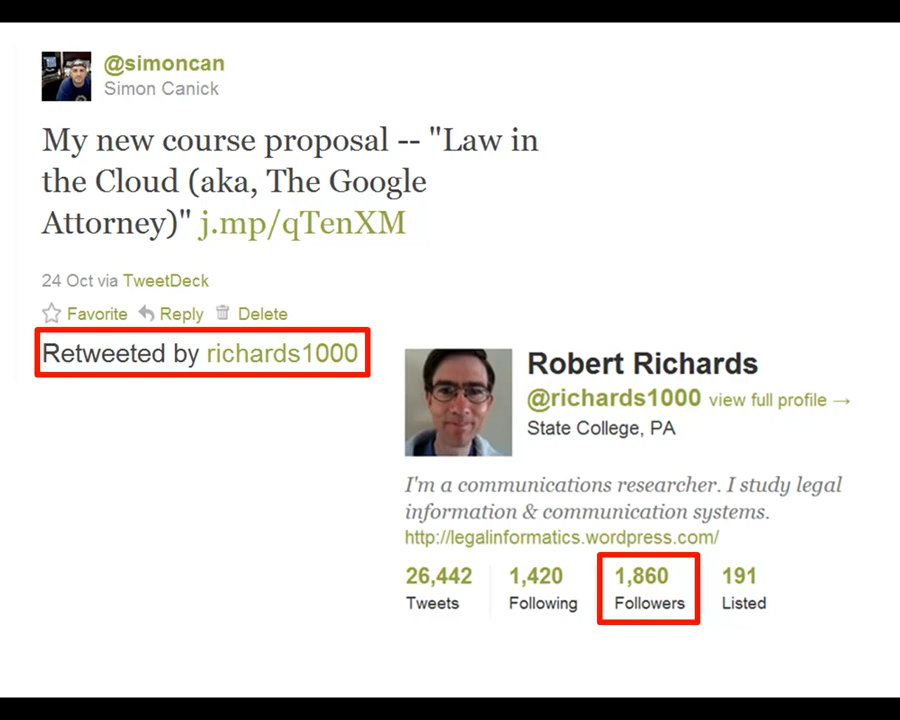 @simoncan
Simon Canick
My new course proposal -- "Law in
the Cloud (aka, The Google
Attorney)" j.mp/qTenXM
24 Oct via TweetDeck
Favorite Reply Delete
Retweeted by richards1000
Robert Richards
@richards1000 view full profile →
State College, PA
I'm a communications researcher. I study legal
information & communication systems.
http://legalinformatics.wordpress.com/
26,442 1,420 1,860 191
Tweets Following Followers Listed